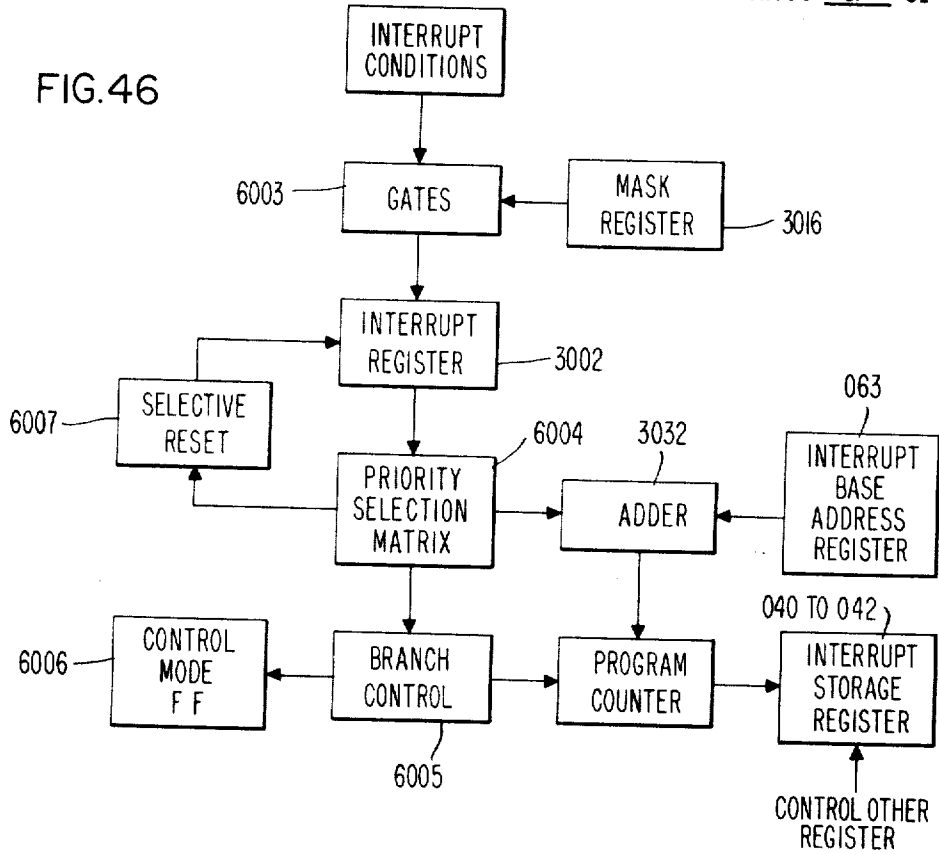 INTERRUPT
CONDITIONS
FIG.46
6003
GATES
MASK
REGISTER
3016
INTERRUPT
REGISTER
3002
6007
SELECTIVE
RESET
6004
PRIORITY
SELECTION
MATRIX
3032
ADDER
063
INTERRUPT
BASE
ADDRESS
REGISTER
6006
CONTROL
MODE
F F
BRANCH
CONTROL
6005
PROGRAM
COUNTER
040 TO 042
INTERRUPT
STORAGE
REGISTER
CONTROL OTHER
REGISTER